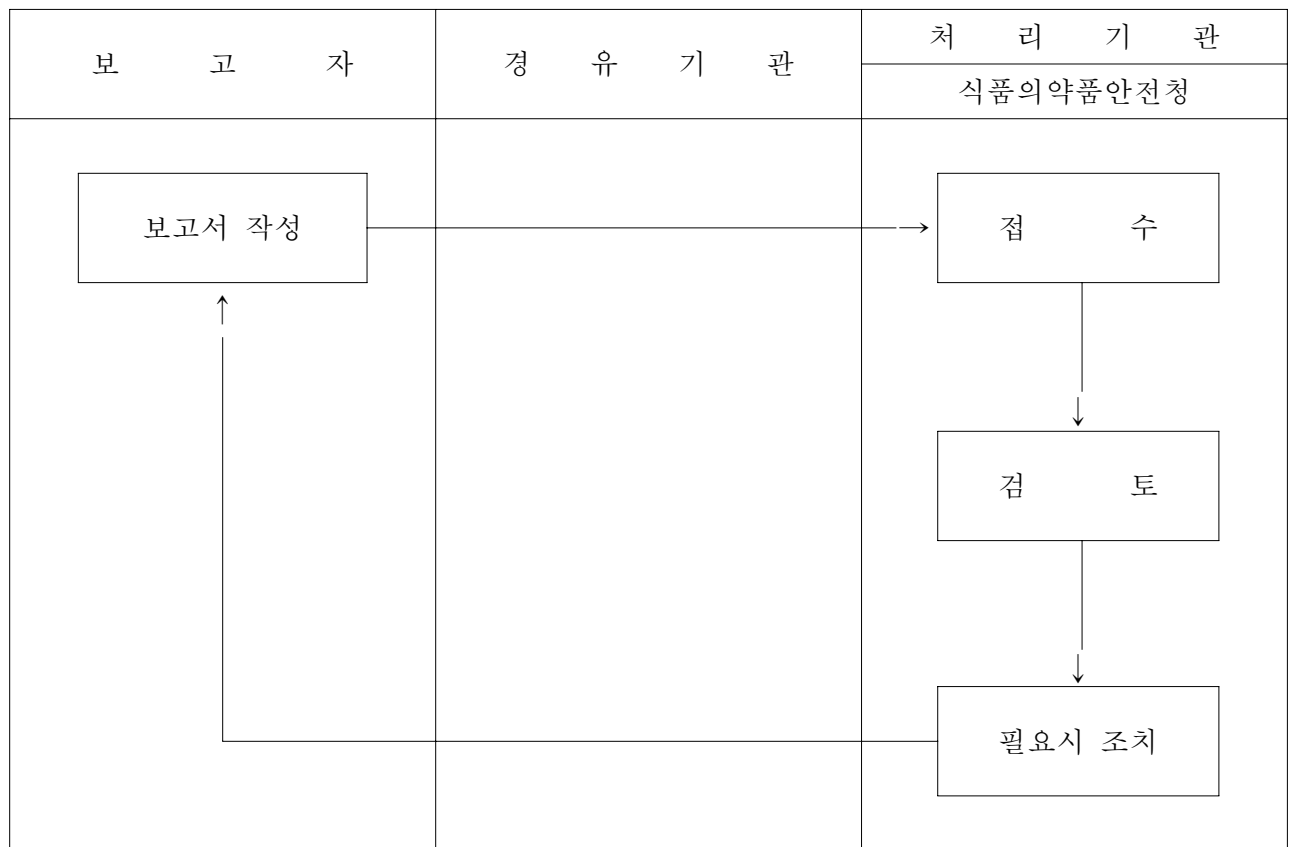 보 고 자
경 유 기 관
처 리 기 관
식품의약품안전청
보고서 작성
접 수
검 토
필요시 조치